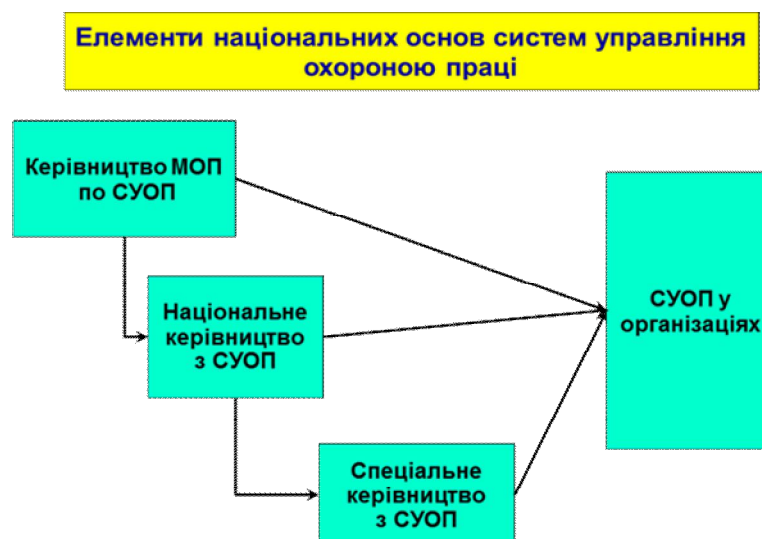 Елементи національних основ систем управління
охороною праці
Керівництво МОП
по СУОП
Національне
керівництво
з СУОП
Спеціальне
керівництво
з СУОП
СУОП у
організаціях